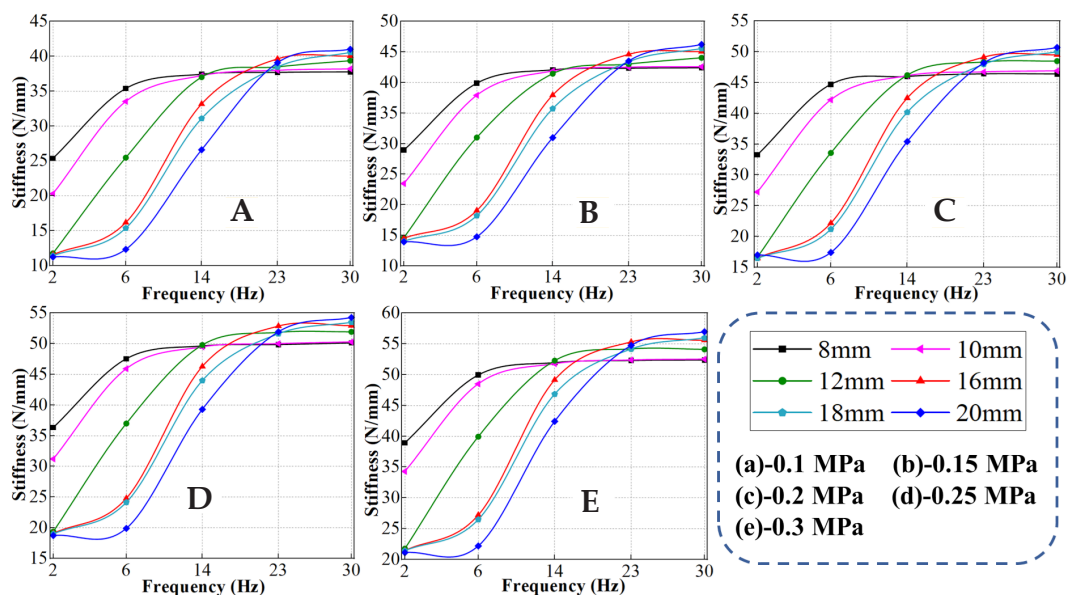 45
40
35
30
25
20
15
10
Stiffness (N/mm)
A
2 6 14 23 30
Frequency (Hz)
50
45
40
35
30
25
20
15
10
Stiffness (N/mm)
B
2 6 14 23 30
Frequency (Hz)
55
50
45
40
35
30
25
20
15
Stiffness (N/mm)
C
2 6 14 23 30
Frequency (Hz)
55
50
45
40
35
30
25
20
15
Stiffness (N/mm)
D
2 6 14 23 30
Frequency (Hz)
60
55
50
45
40
35
30
25
20
Stiffness (N/mm)
E
2 6 14 23 30
Frequency (Hz)
8mm 10mm
12mm 16mm
18mm 20mm
(a)-0.1 MPa (b)-0.15 MPa
(c)-0.2 MPa (d)-0.25 MPa
(e)-0.3 MPa